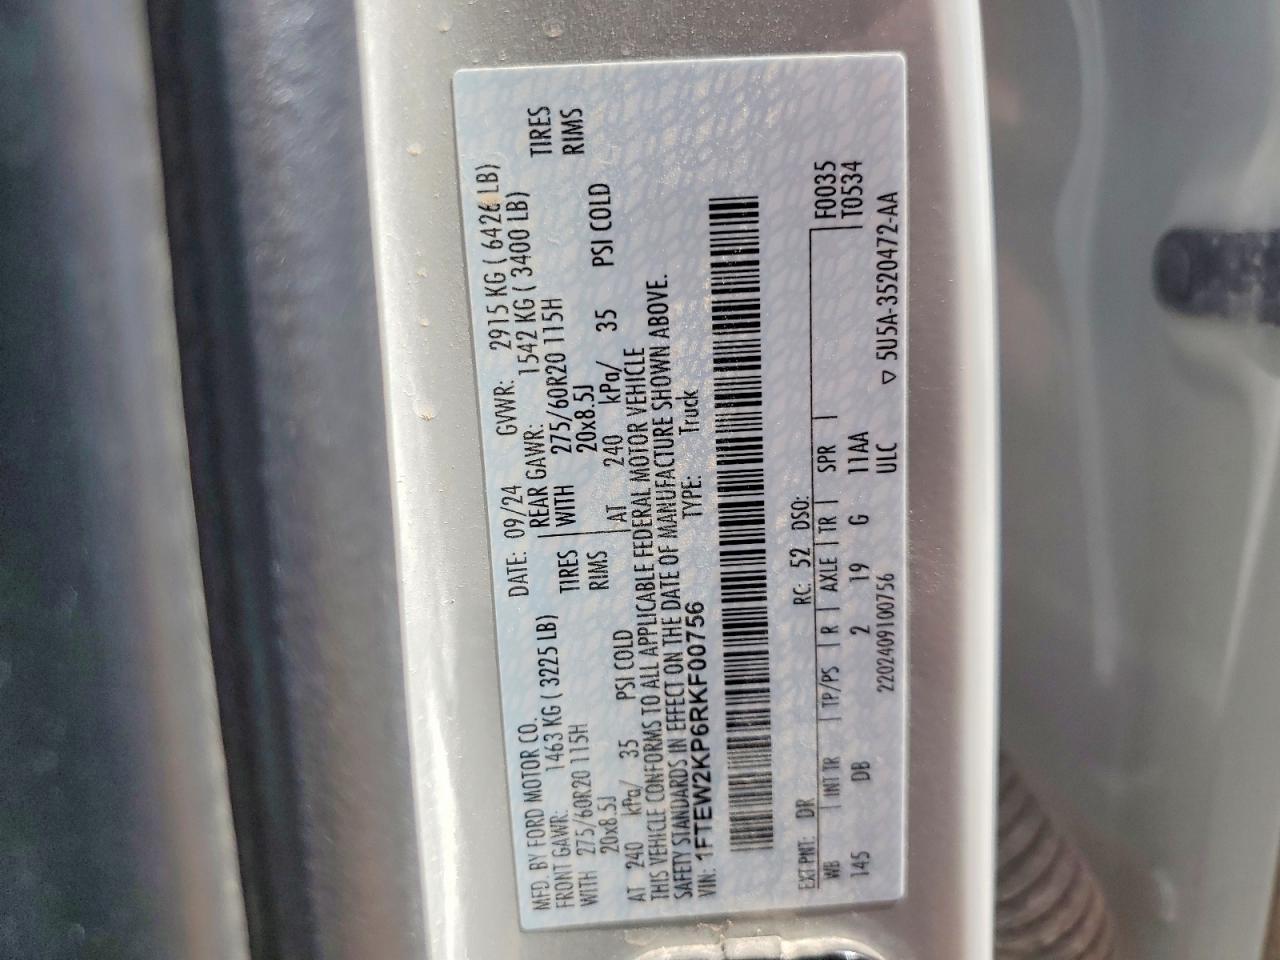 MFD. BY FORD MOTOR CO. DATE: 09/24 GVWR: 2915 KG ( 6426 LB)
FRONT GAWR: 1463 KG ( 3225 LB) REAR GAWR: 1542 KG ( 3400 LB)
WITH 275/60R20 115H TIRES WITH 275/60R20 115H TIRES
20x8.5J RIMS 20x8.5J RIMS
AT 240 kPa/ 35 PSI COLD AT 240 kPa/ 35 PSI COLD
THIS VEHICLE CONFORMS TO ALL APPLICABLE FEDERAL MOTOR VEHICLE
SAFETY STANDARDS IN EFFECT ON THE DATE OF MANUFACTURE SHOWN ABOVE.
VIN: 1FTEW2KP6RKF00756 TYPE: Truck
EXT PNT: DR RC: 52 DSO:
WB INT TR TP/PS R AXLE TR SPR F0035
145 DB 2 19 G 11AA T0534
2202409100756 ULC ▽ 5U5A-3520472-AA